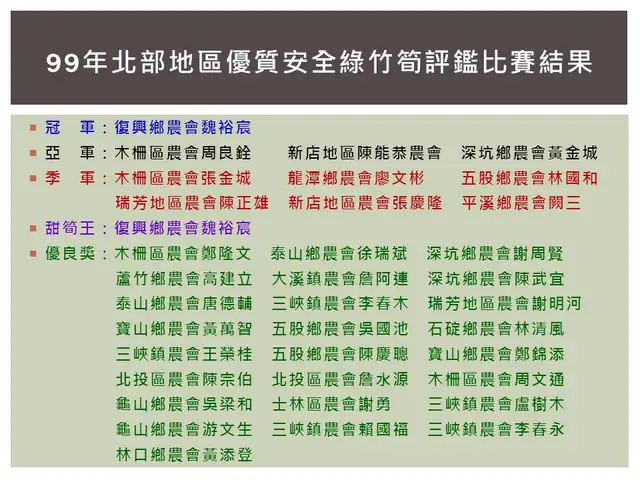 99年北部地區優質安全綠竹筍評鑑比賽結果
冠　軍：復興鄉農會魏裕宸
亞　軍：木柵區農會周良銓　新店地區陳能恭農會　深坑鄉農會黃金城
季　軍：木柵區農會張金城　龍潭鄉農會廖文彬　五股鄉農會林國和
瑞芳地區農會陳正雄　新店地區農會張慶隆　平溪鄉農會闕三
甜筍王：復興鄉農會魏裕宸
優良獎：木柵區農會鄭隆文　泰山鄉農會徐瑞斌　深坑鄉農會謝周賢
蘆竹鄉農會高建立　大溪鎮農會詹阿連　深坑鄉農會陳武宜
泰山鄉農會唐德輔　三峽鎮農會李春木　瑞芳地區農會謝明河
寶山鄉農會黃萬智　五股鄉農會吳國池　石碇鄉農會林清風
三峽鎮農會王榮桂　五股鄉農會陳慶聰　寶山鄉農會鄭錦添
北投區農會陳宗伯　北投區農會詹水源　木柵區農會周文通
龜山鄉農會吳梁和　士林區農會謝勇　三峽鎮農會盧樹木
龜山鄉農會游文生　三峽鎮農會賴國福　三峽鎮農會李春永
林口鄉農會黃添登